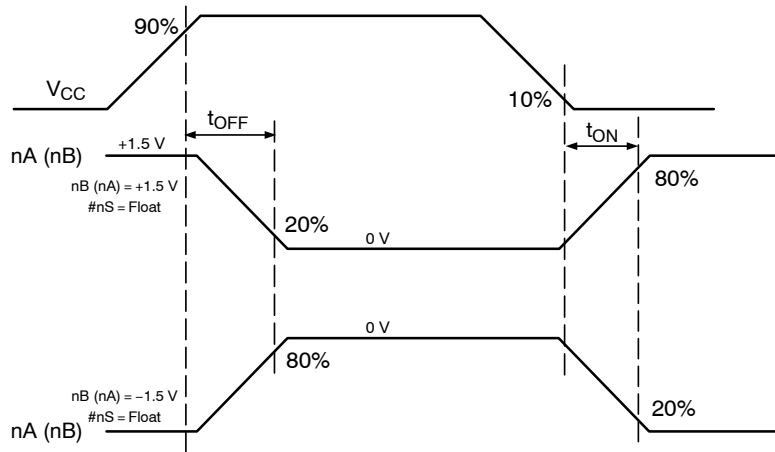 90%
V_CC
10%
t_OFF
t_ON
nA (nB)
+1.5 V
80%
nB (nA) = +1.5 V
#nS = Float
20%
0 V
0 V
80%
nB (nA) = −1.5 V
#nS = Float
20%
nA (nB)